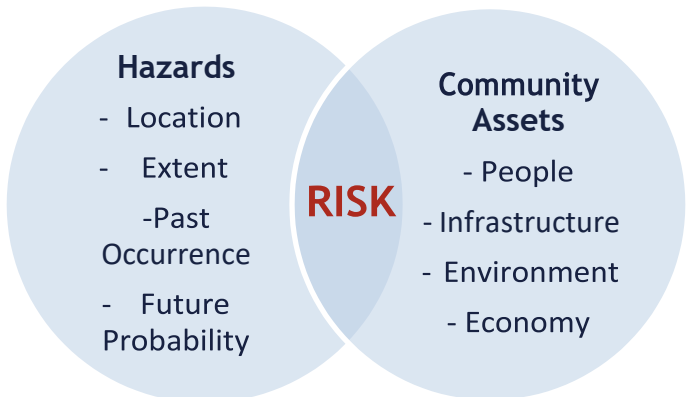 Hazards
- Location
- Extent
-Past
Occurrence
- Future
Probability
RISK
Community
Assets
- People
- Infrastructure
- Environment
- Economy